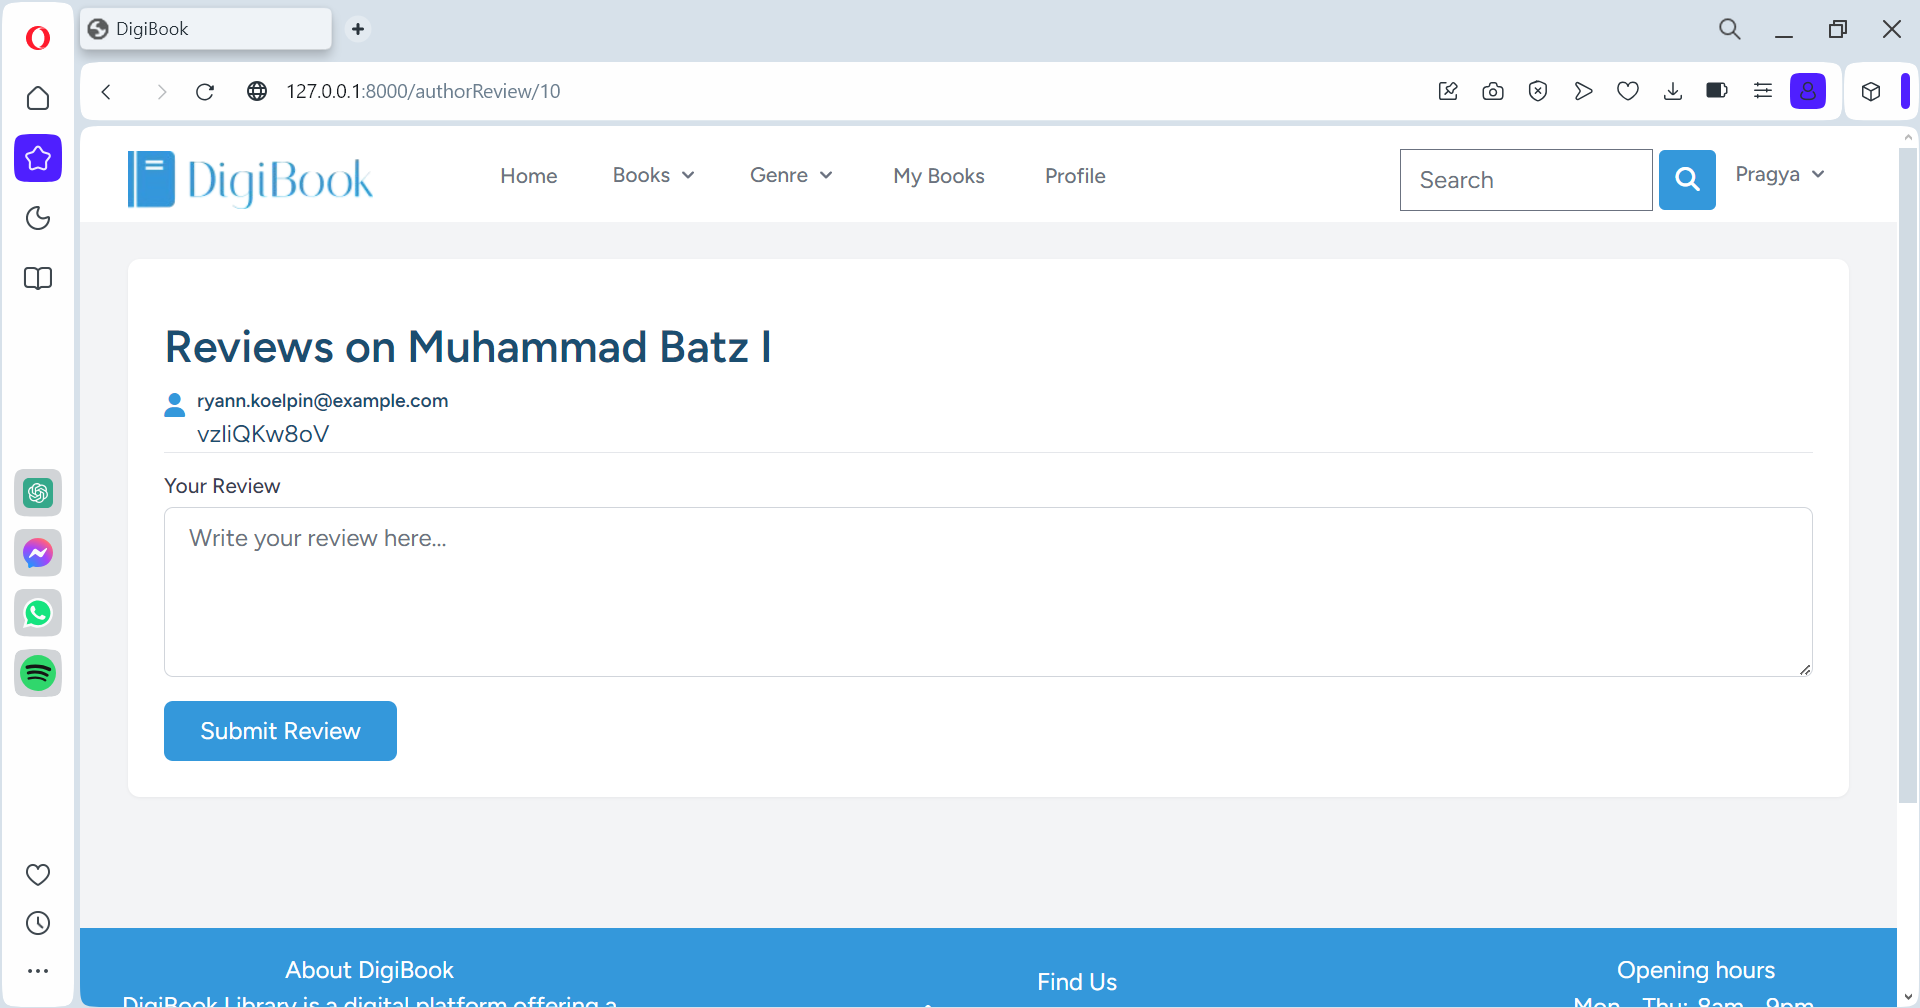 DigiBook
127.0.0.1:8000/authorReview/10
DigiBook
Home
Books
Genre
My Books
Profile
Search
Pragya
Reviews on Muhammad Batz I
ryann.koelpin@example.com
vzliQKw8oV
Your Review
Write your review here...
Submit Review
About DigiBook
DigiBook Library is a digital platform offering a
Find Us
Opening hours
Mon - Thu: 8am - 9pm